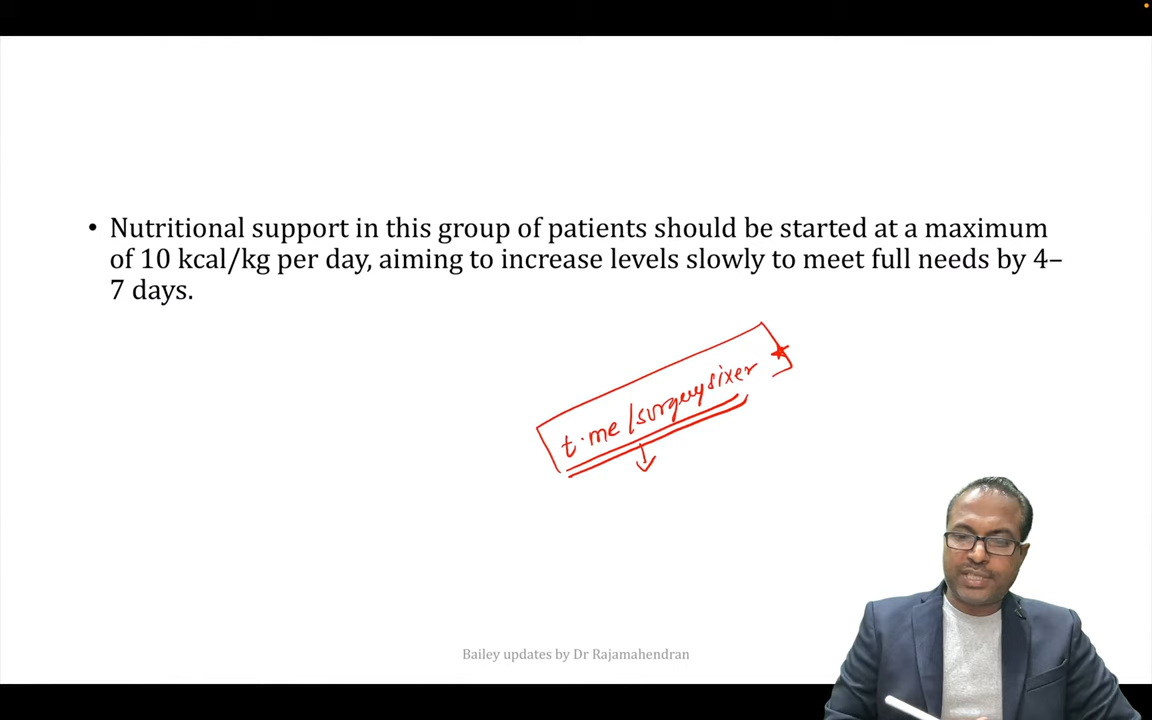 • Nutritional support in this group of patients should be started at a maximum
of 10 kcal/kg per day, aiming to increase levels slowly to meet full needs by 4–
7 days.
t.me/surgerysixer
Bailey updates by Dr Rajamahendran